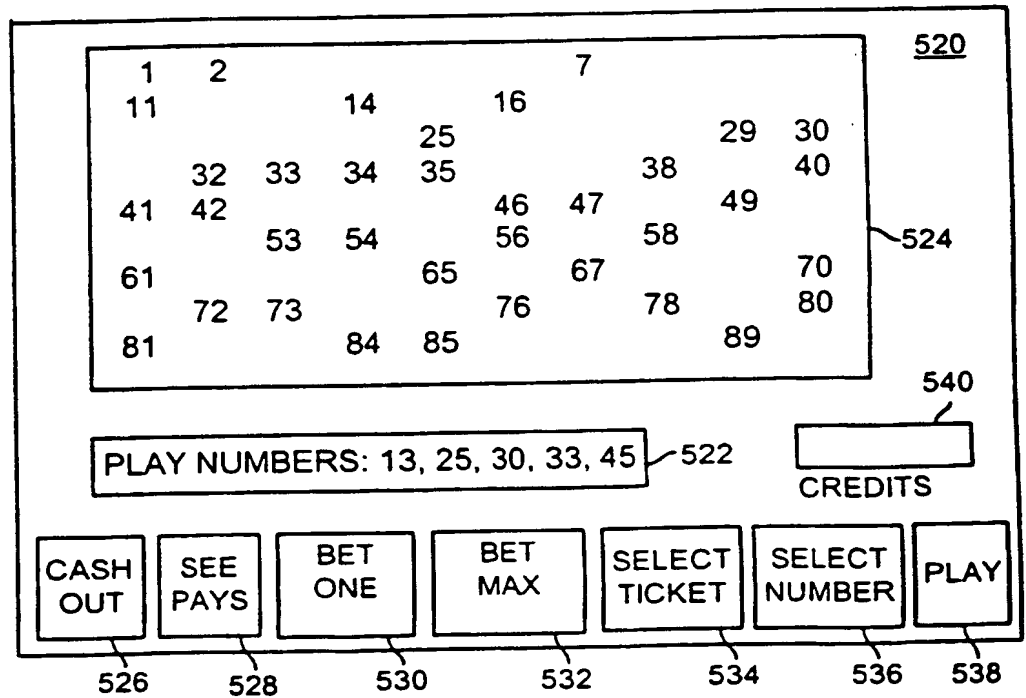 520
1 2 7
11 14 16
25 29 30
32 33 34 35 38 40
41 42 46 47 49
53 54 56 58
524
61 65 67 70
72 73 76 78 80
81 84 85 89
540
PLAY NUMBERS: 13, 25, 30, 33, 45
522
CREDITS
CASH
OUT
SEE
PAYS
BET
ONE
BET
MAX
SELECT
TICKET
SELECT
NUMBER
PLAY
526 528 530 532 534 536 538